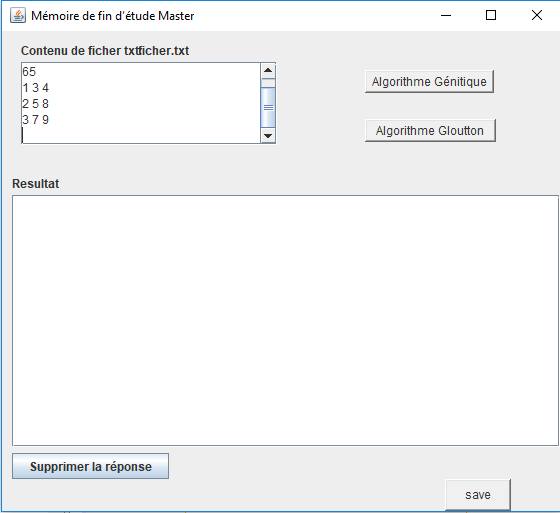 Mémoire de fin d'étude Master
Contenu de ficher txtficher.txt
65
1 3 4
2 5 8
3 7 9
Algorithme Génitique
Algorithme Gloutton
Resultat
Supprimer la réponse
save